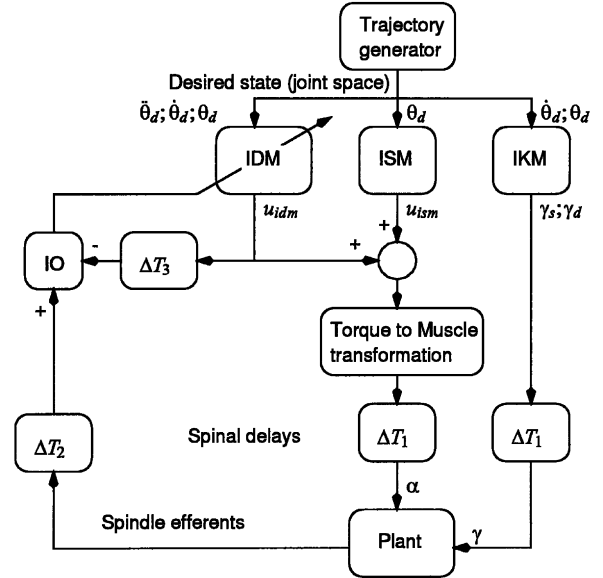 Trajectory
generator
Desired state (joint space)
θ̈d; θ̇d; θd
θd
θ̇d; θd
IDM
ISM
IKM
uidm
uism
γs; γd
+
+
-
IO
ΔT3
+
Torque to Muscle
transformation
ΔT2
Spinal delays
ΔT1
ΔT1
α
Spindle efferents
Plant
γ